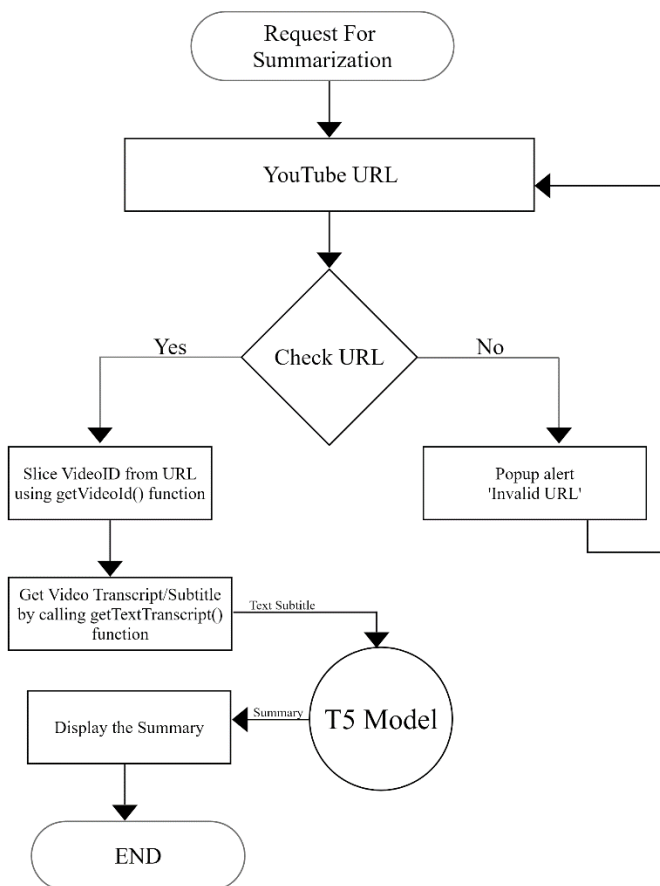 Request For
Summarization
YouTube URL
Check URL
Yes
No
Slice VideoID from URL
using getVideoId() function
Popup alert
'Invalid URL'
Get Video Transcript/Subtitle
by calling getTextTranscript()
function
Text Subtitle
T5 Model
Summary
Display the Summary
END